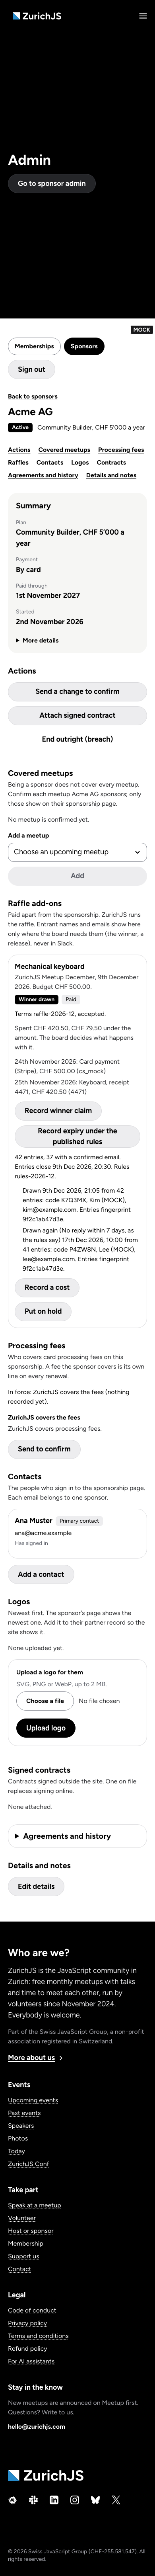 ZurichJS
Admin
Go to sponsor admin
MOCK
Memberships
Sponsors
Sign out
Back to sponsors
Acme AG
Active
Community Builder, CHF 5'000 a year
Actions
Covered meetups
Processing fees
Raffles
Contacts
Logos
Contracts
Agreements and history
Details and notes
Summary
Plan
Community Builder, CHF 5'000 a
year
Payment
By card
Paid through
1st November 2027
Started
2nd November 2026
More details
Actions
Send a change to confirm
Attach signed contract
End outright (breach)
Covered meetups
Being a sponsor does not cover every meetup.
Confirm each meetup Acme AG sponsors; only
those show on their sponsorship page.
No meetup is confirmed yet.
Add a meetup
Choose an upcoming meetup
Add
Raffle add-ons
Paid apart from the sponsorship. ZurichJS runs
the raffle. Entrant names and emails show here
only where the board needs them (the winner, a
release), never in Slack.
Mechanical keyboard
ZurichJS Meetup December, 9th December
2026. Budget CHF 500.00.
Winner drawn
Paid
Terms raffle-2026-12, accepted.
Spent CHF 420.50, CHF 79.50 under the
amount. The board decides what happens
with it.
24th November 2026: Card payment
(Stripe), CHF 500.00 (cs_mock)
25th November 2026: Keyboard, receipt
4471, CHF 420.50 (4471)
Record winner claim
Record expiry under the
published rules
42 entries, 37 with a confirmed email.
Entries close 9th Dec 2026, 20:30. Rules
rules-2026-12.
Drawn 9th Dec 2026, 21:05 from 42
entries: code K7Q3MX, Kim (MOCK),
kim@example.com. Entries fingerprint
9f2c1ab47d3e.
Drawn again (No reply within 7 days, as
the rules say) 17th Dec 2026, 10:00 from
41 entries: code P4ZW8N, Lee (MOCK),
lee@example.com. Entries fingerprint
9f2c1ab47d3e.
Record a cost
Put on hold
Processing fees
Who covers card processing fees on this
sponsorship. A fee the sponsor covers is its own
line on every renewal.
In force: ZurichJS covers the fees (nothing
recorded yet).
ZurichJS covers the fees
ZurichJS covers processing fees.
Send to confirm
Contacts
The people who sign in to the sponsorship page.
Each email belongs to one sponsor.
Ana Muster
Primary contact
ana@acme.example
Has signed in
Add a contact
Logos
Newest first. The sponsor's page shows the
newest one. Add it to their partner record so the
site shows it.
None uploaded yet.
Upload a logo for them
SVG, PNG or WebP, up to 2 MB.
Choose a file
No file chosen
Upload logo
Signed contracts
Contracts signed outside the site. One on file
replaces signing online.
None attached.
Agreements and history
Details and notes
Edit details
Who are we?
ZurichJS is the JavaScript community in
Zurich: free monthly meetups with talks
and time to meet each other, run by
volunteers since November 2024.
Everybody is welcome.
Part of the Swiss JavaScript Group, a non-profit
association registered in Switzerland.
More about us
Events
Upcoming events
Past events
Speakers
Photos
Today
ZurichJS Conf
Take part
Speak at a meetup
Volunteer
Host or sponsor
Membership
Support us
Contact
Legal
Code of conduct
Privacy policy
Terms and conditions
Refund policy
For AI assistants
Stay in the know
New meetups are announced on Meetup first.
Questions? Write to us.
hello@zurichjs.com
ZurichJS
© 2026 Swiss JavaScript Group (CHE-255.581.547). All
rights reserved.